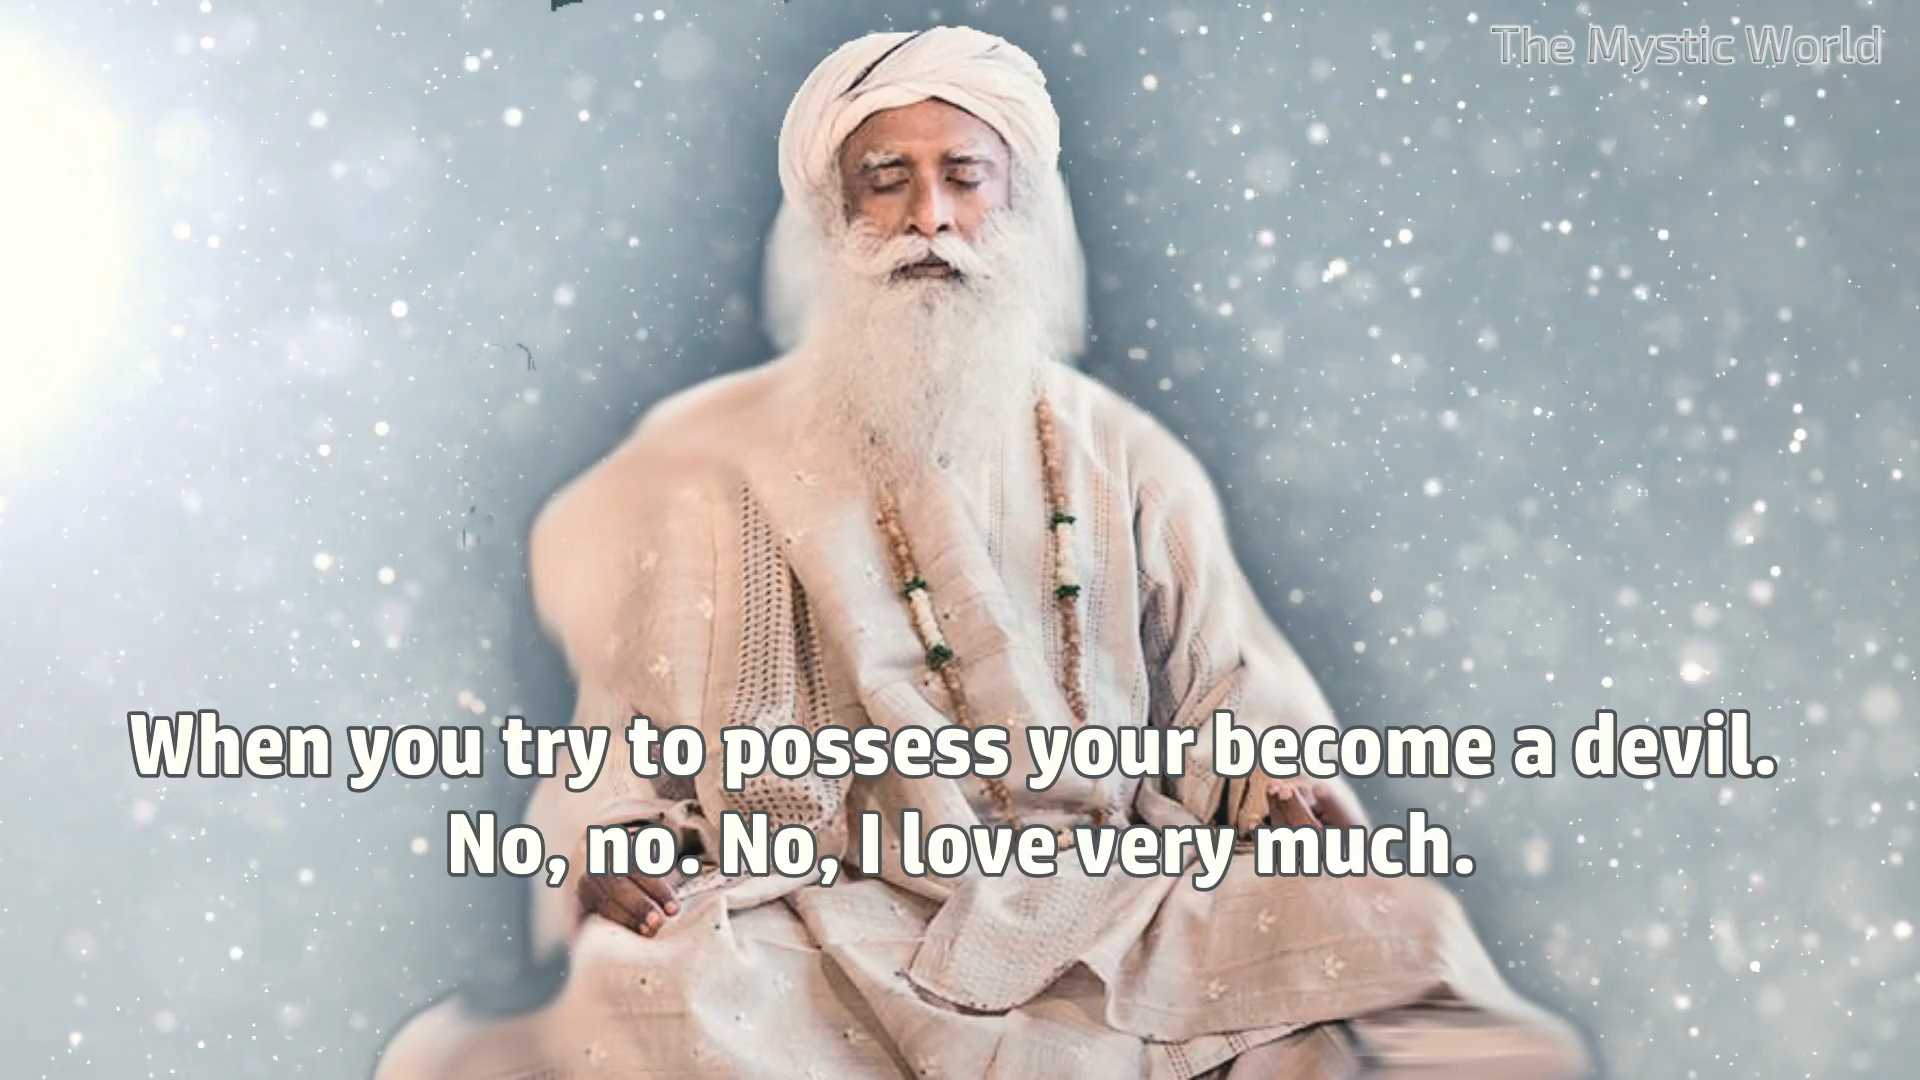 The Mystic World
When you try to possess your become a devil.
No, no. No, I love very much.